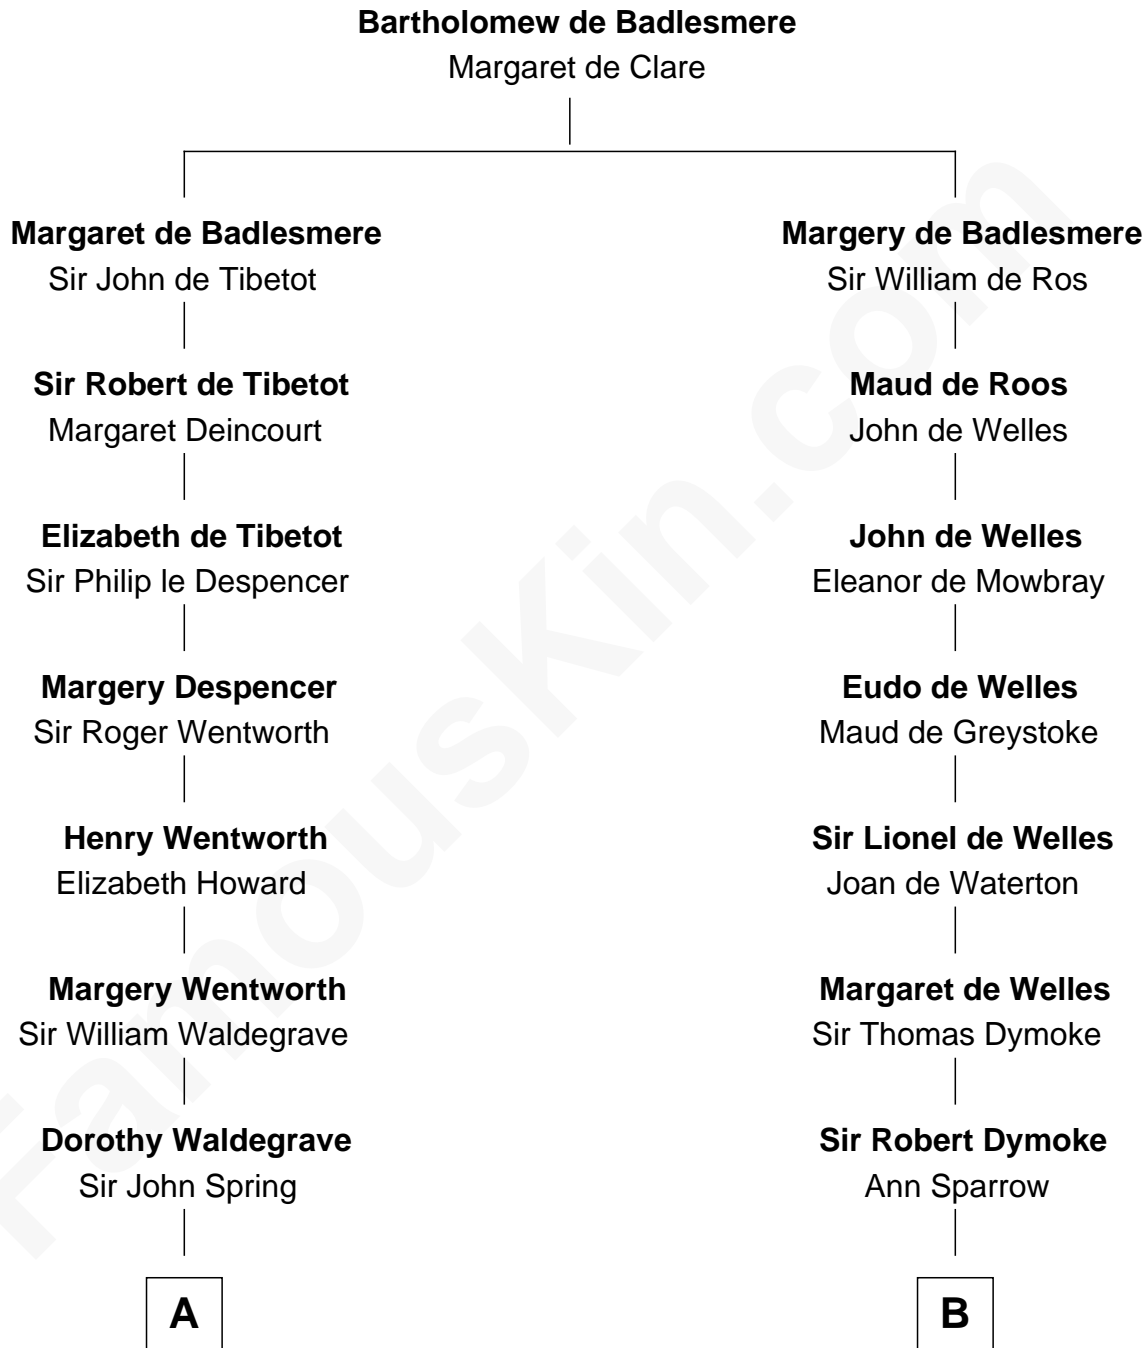 Bartholomew de Badlesmere
Margaret de Clare
Margaret de Badlesmere
Sir John de Tibetot
Sir Robert de Tibetot
Margaret Deincourt
Elizabeth de Tibetot
Sir Philip le Despencer
Margery Despencer
Sir Roger Wentworth
Henry Wentworth
Elizabeth Howard
Margery Wentworth
Sir William Waldegrave
Dorothy Waldegrave
Sir John Spring
A
Margery de Badlesmere
Sir William de Ros
Maud de Roos
John de Welles
John de Welles
Eleanor de Mowbray
Eudo de Welles
Maud de Greystoke
Sir Lionel de Welles
Joan de Waterton
Margaret de Welles
Sir Thomas Dymoke
Sir Robert Dymoke
Ann Sparrow
B
FamousKin.com